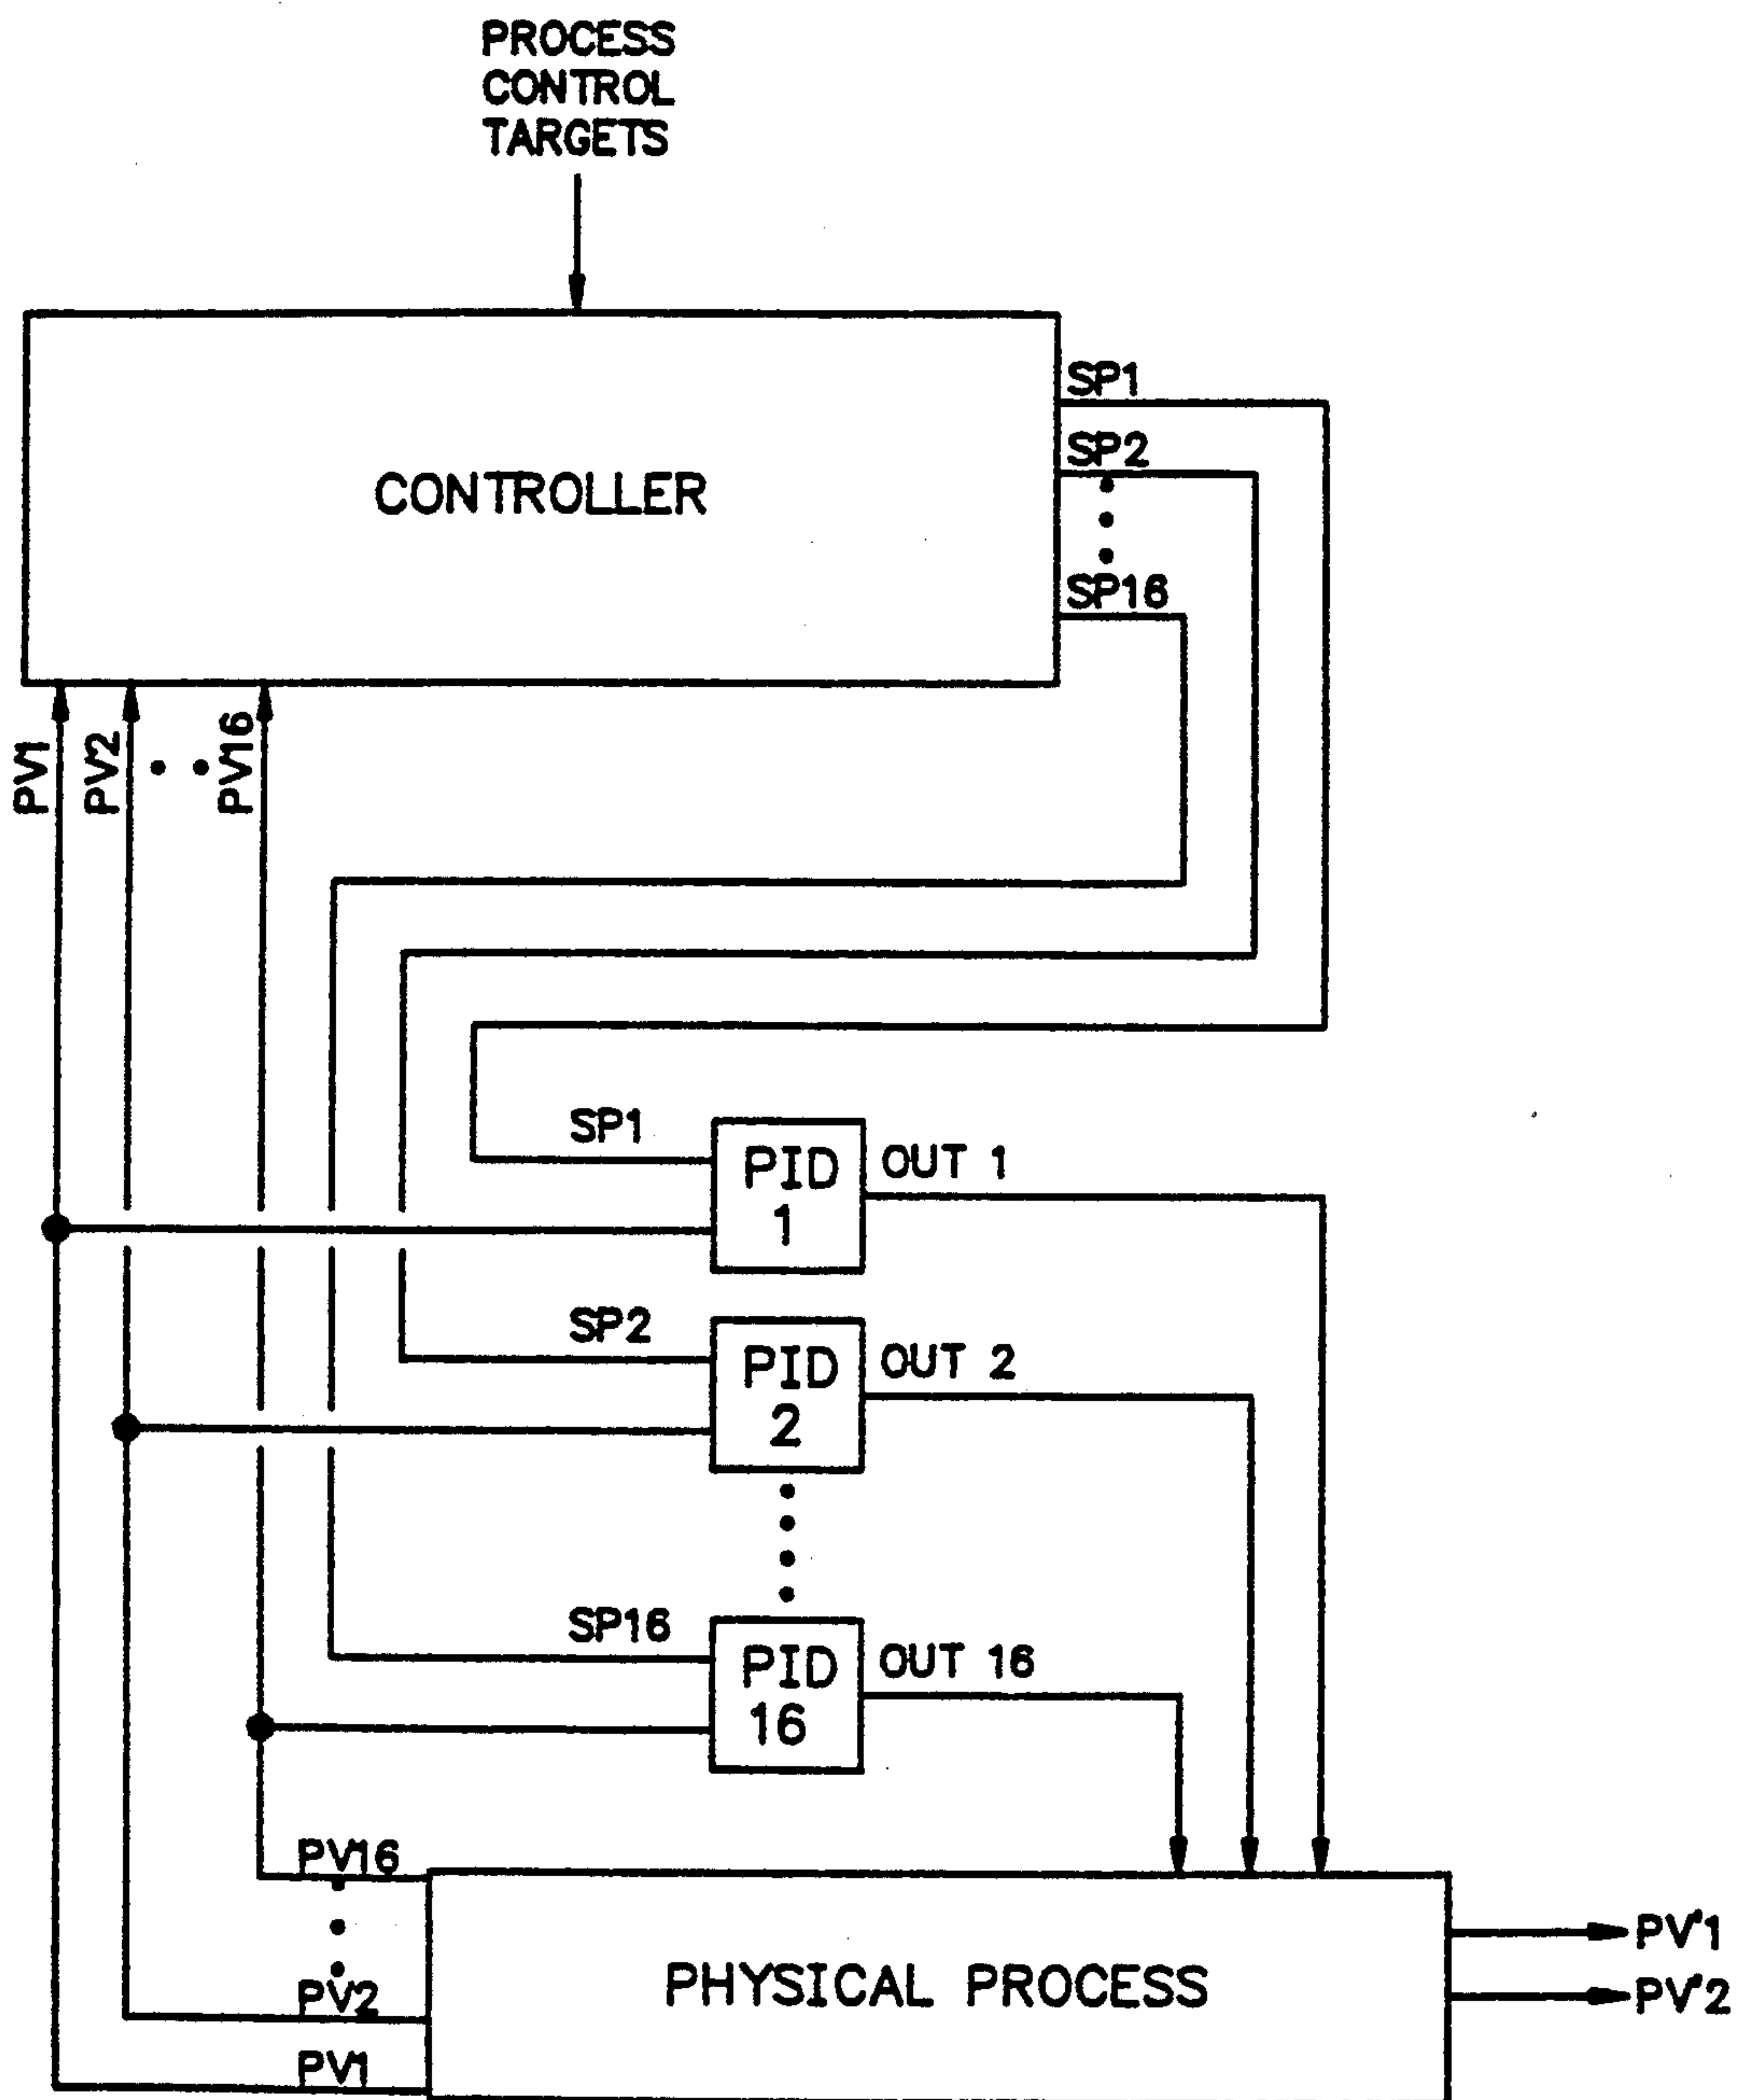 PROCESS
CONTROL
TARGETS
SP1
SP2
CONTROLLER
SP16
PV1
PV2
PV16
SP1
PID
1
OUT 1
SP2
PID
2
OUT 2
SP16
PID
16
OUT 16
PV16
PV2
PV1
PHYSICAL PROCESS
PV'1
PV'2